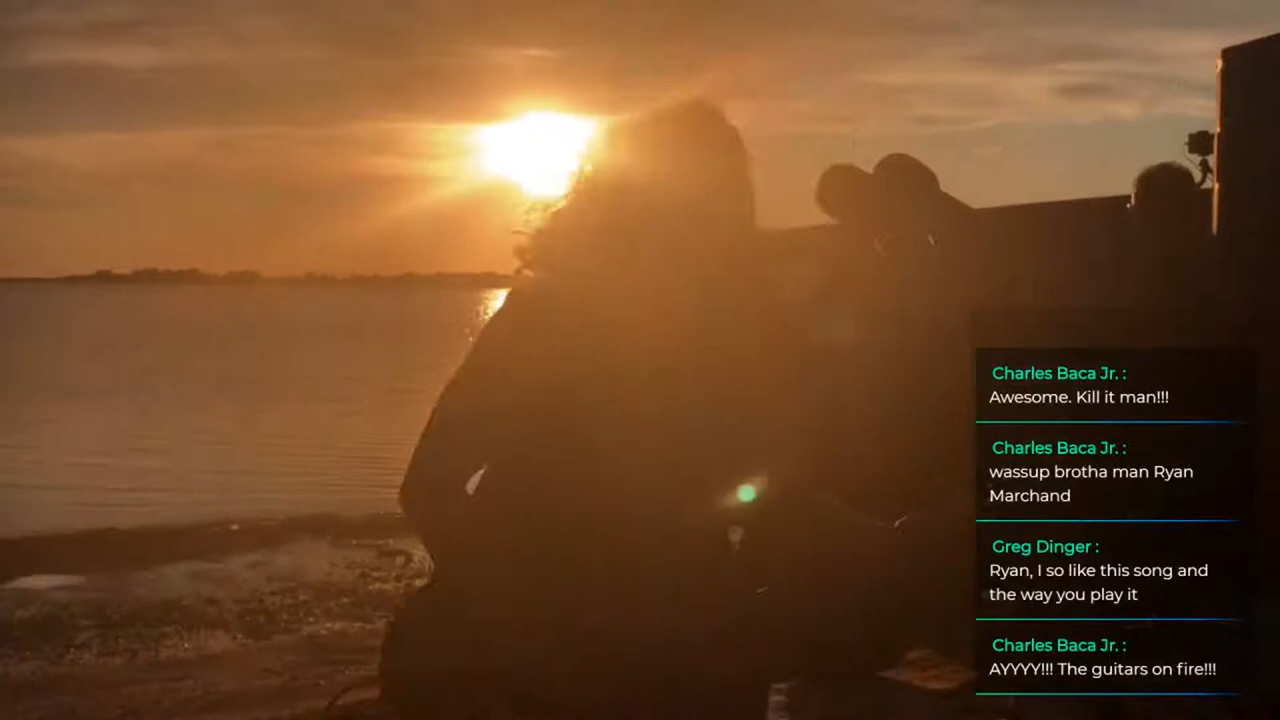 Charles Baca Jr. :
Awesome. Kill it man!!!
Charles Baca Jr. :
wassup brotha man Ryan
Marchand
Greg Dinger :
Ryan, I so like this song and
the way you play it
Charles Baca Jr. :
AYYYY!!! The guitars on fire!!!